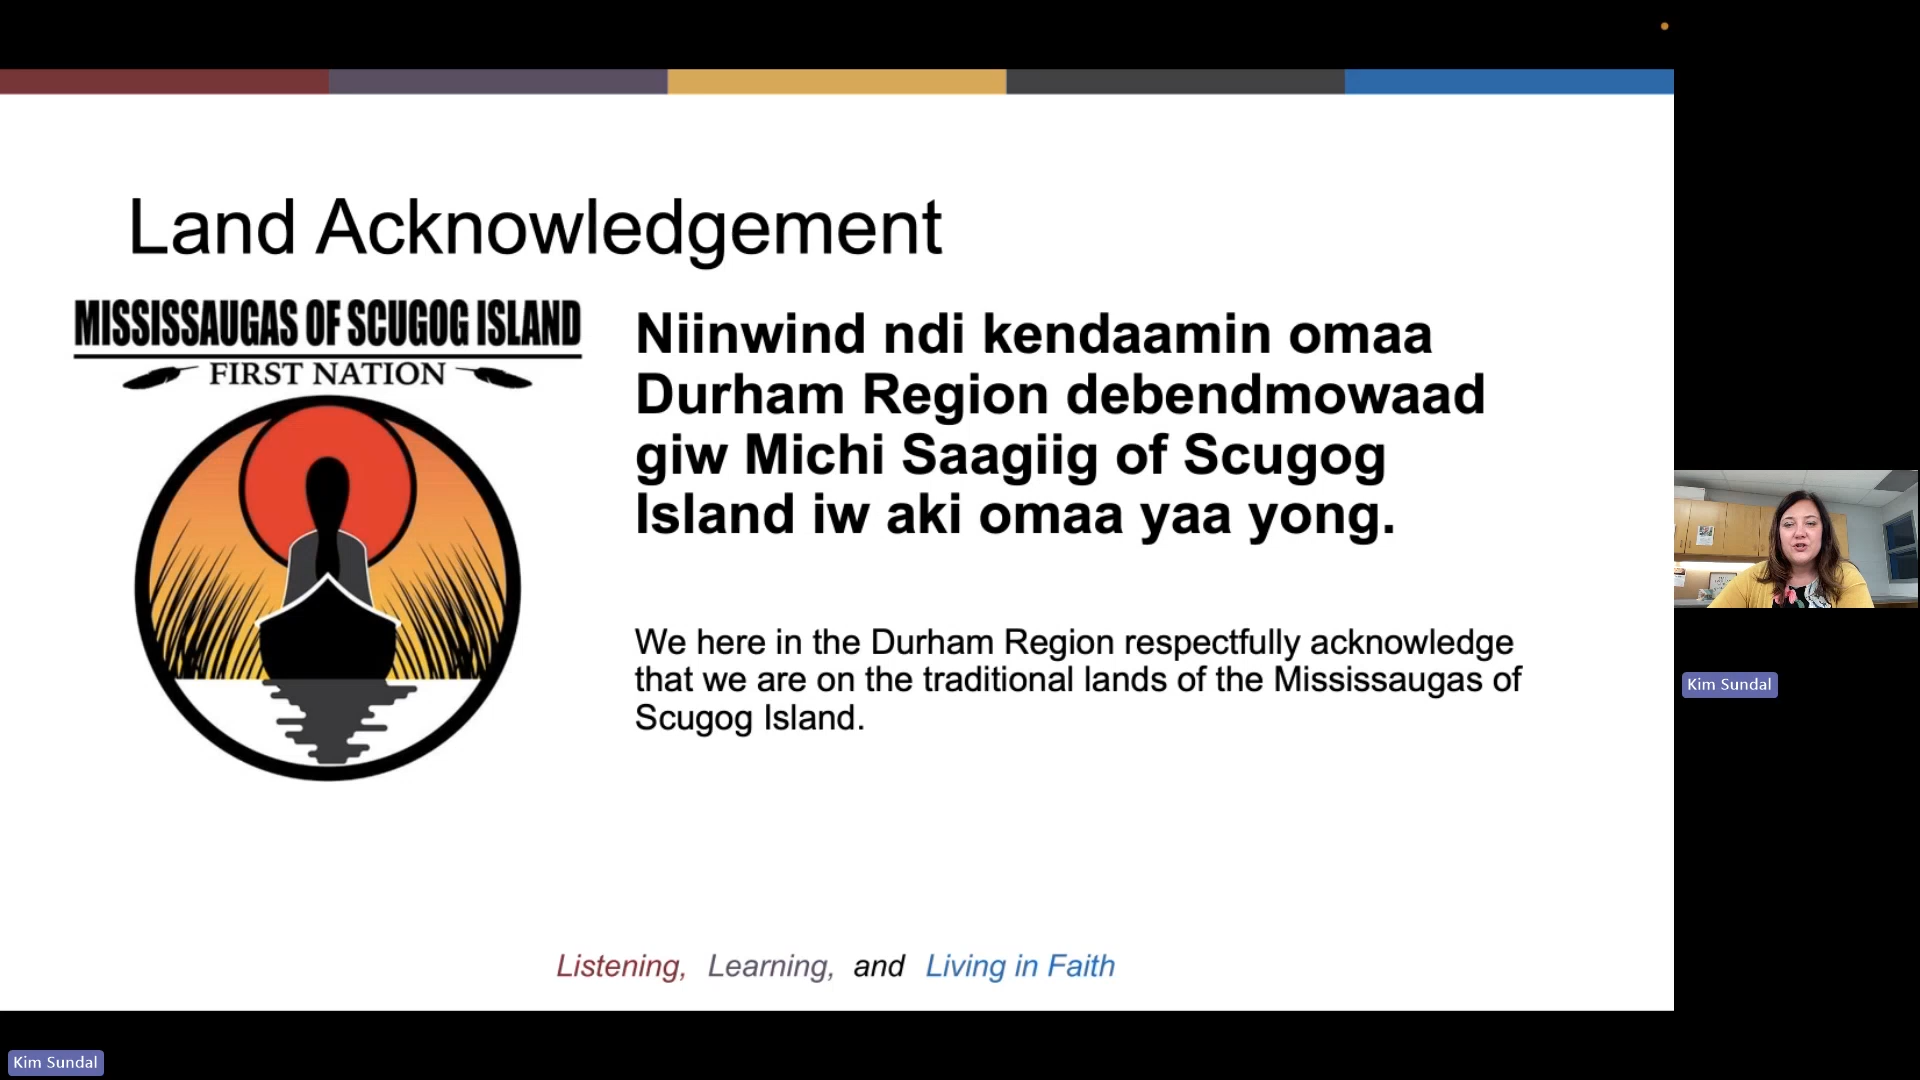 Land Acknowledgement
MISSISSAUGAS OF SCUGOG ISLAND
FIRST NATION
Niinwind ndi kendaamin omaa
Durham Region debendmowaad
giw Michi Saagiig of Scugog
Island iw aki omaa yaa yong.
We here in the Durham Region respectfully acknowledge
that we are on the traditional lands of the Mississaugas of
Scugog Island.
Listening, Learning, and Living in Faith
Kim Sundal
Kim Sundal